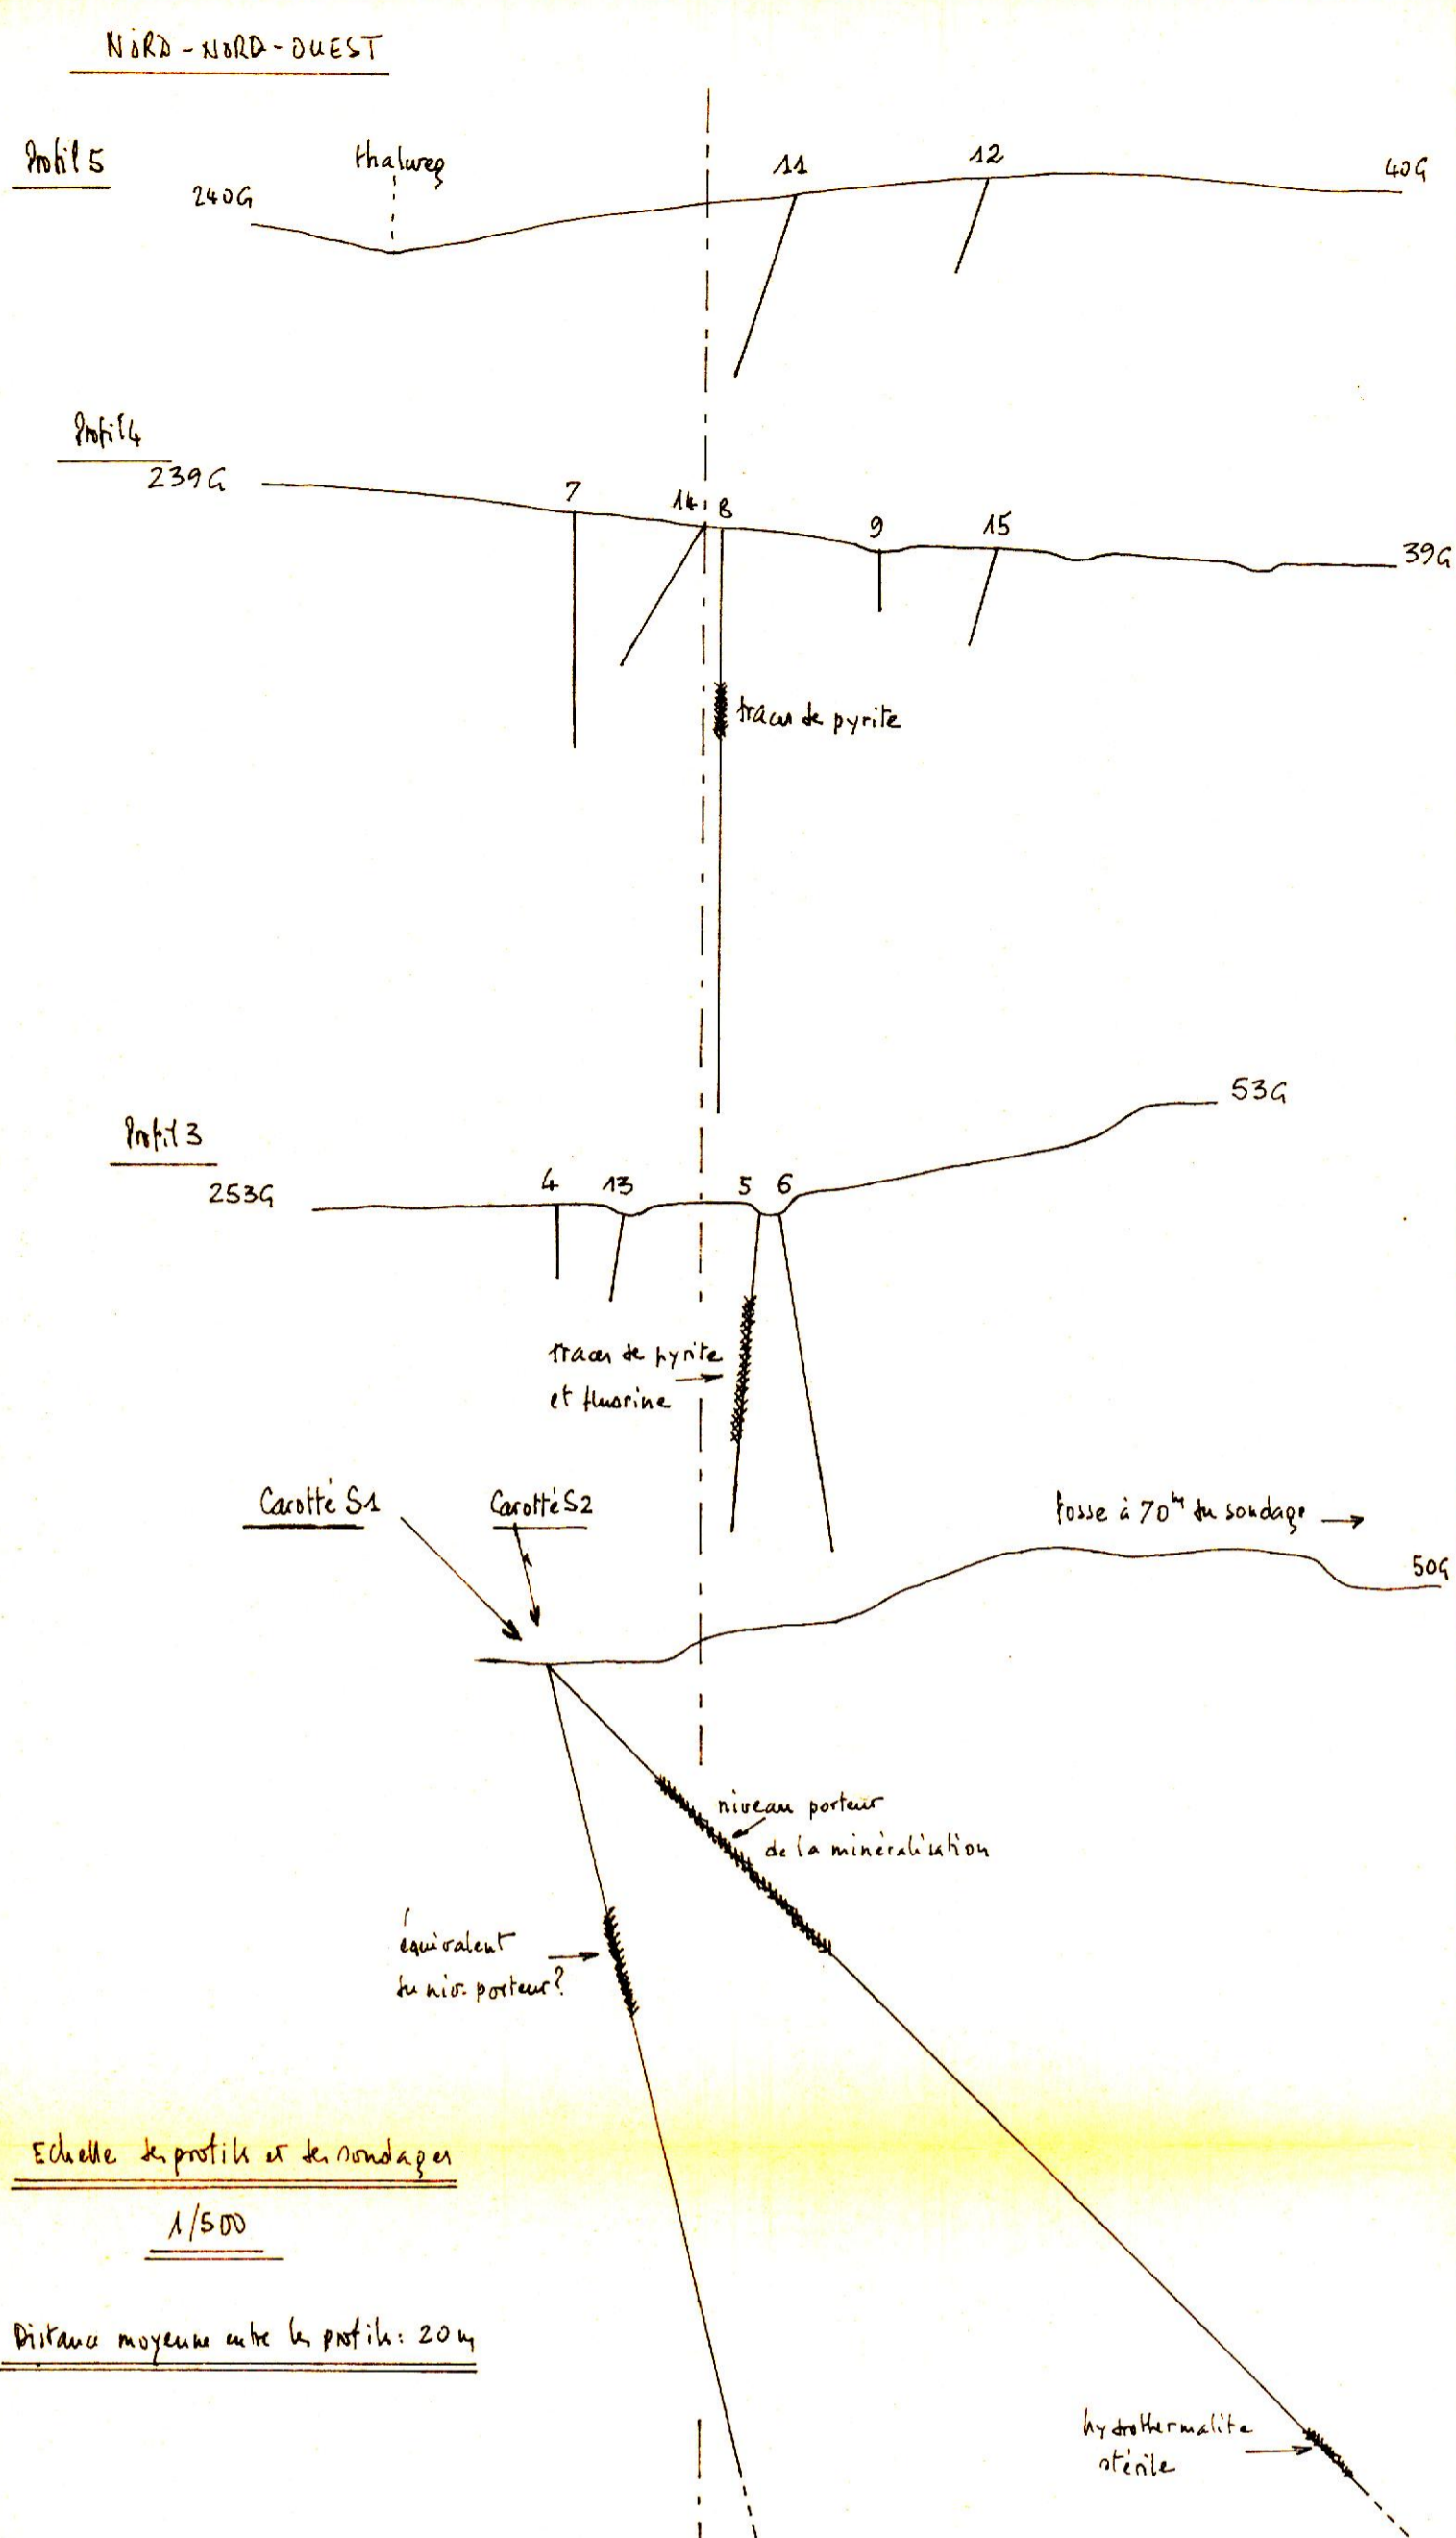 NORD-NORD-OUEST
Profil 5
thalweg
11
12
40G
240G
Profil 4
239G
7
14
8
9
15
39G
traces de pyrite
53G
Profil 3
253G
4
13
5
6
traces de pyrite
et fluorine
Carotté S1
Carotté S2
Fosse à 70m du sondage
50G
niveau porteur
de la minéralisation
équivalent
du niv. porteur?
Echelle des profils et des sondages
1/500
Distance moyenne entre les profils: 20m
hydrothermalite
stérile